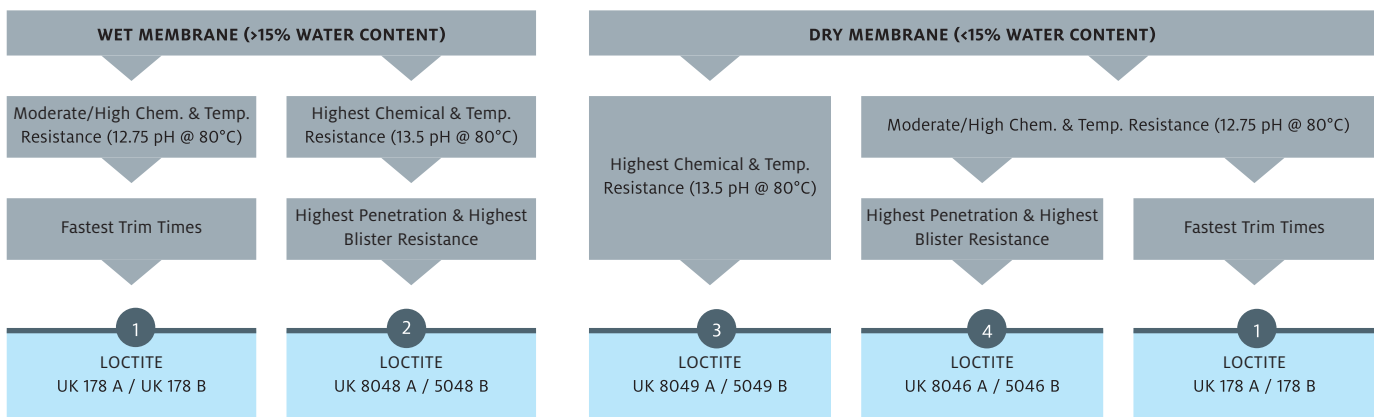 WET MEMBRANE (>15% WATER CONTENT)
Moderate/High Chem. & Temp.
Resistance (12.75 pH @ 80°C)
Highest Chemical & Temp.
Resistance (13.5 pH @ 80°C)
Fastest Trim Times
Highest Penetration & Highest
Blister Resistance
1
LOCTITE
UK 178 A / UK 178 B
2
LOCTITE
UK 8048 A / 5048 B
DRY MEMBRANE (<15% WATER CONTENT)
Highest Chemical & Temp.
Resistance (13.5 pH @ 80°C)
Moderate/High Chem. & Temp. Resistance (12.75 pH @ 80°C)
Highest Penetration & Highest
Blister Resistance
Fastest Trim Times
3
LOCTITE
UK 8049 A / 5049 B
4
LOCTITE
UK 8046 A / 5046 B
1
LOCTITE
UK 178 A / 178 B